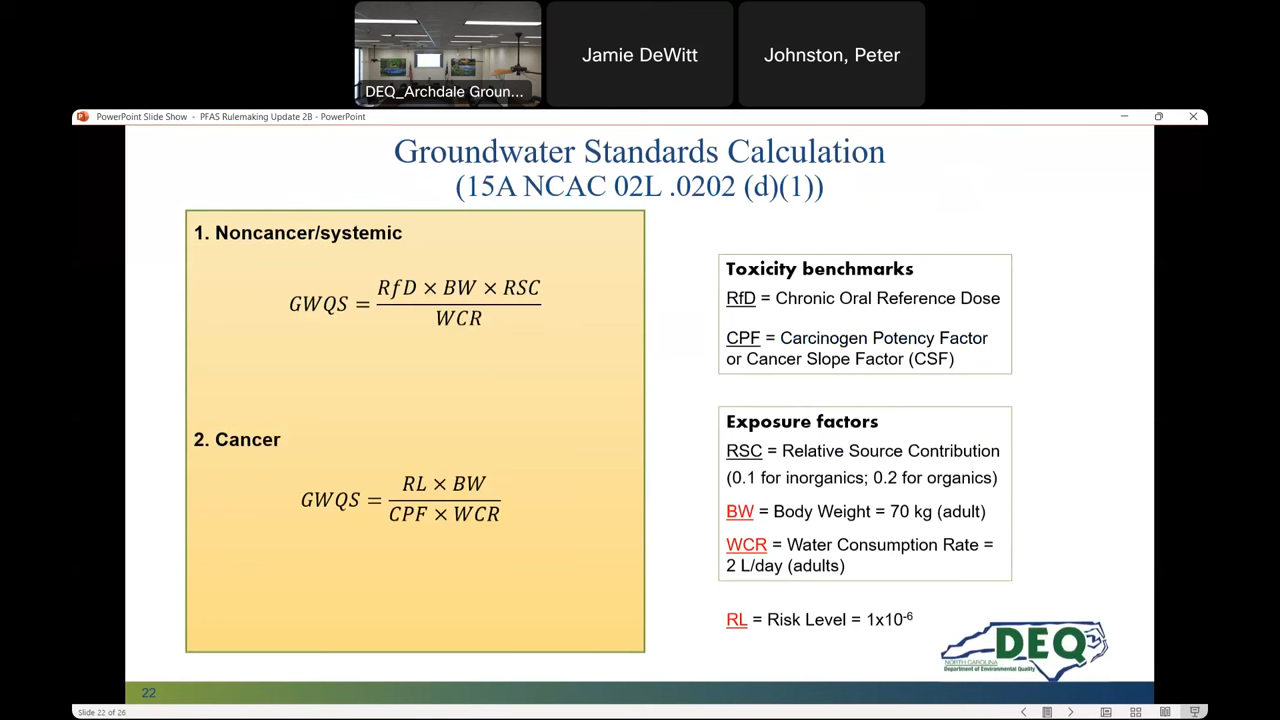 DEQ_Archdale Groun...
Jamie DeWitt
Johnston, Peter
PowerPoint Slide Show - PFAS Rulemaking Update 2B - PowerPoint
Groundwater Standards Calculation
(15A NCAC 02L .0202 (d)(1))
1. Noncancer/systemic
GWQS = RfD × BW × RSC / WCR
2. Cancer
GWQS = RL × BW / CPF × WCR
Toxicity benchmarks
RfD = Chronic Oral Reference Dose
CPF = Carcinogen Potency Factor
or Cancer Slope Factor (CSF)
Exposure factors
RSC = Relative Source Contribution
(0.1 for inorganics; 0.2 for organics)
BW = Body Weight = 70 kg (adult)
WCR = Water Consumption Rate =
2 L/day (adults)
RL = Risk Level = 1x10⁻⁶
DEQ
NORTH CAROLINA
Department of Environmental Quality
22
Slide 22 of 26